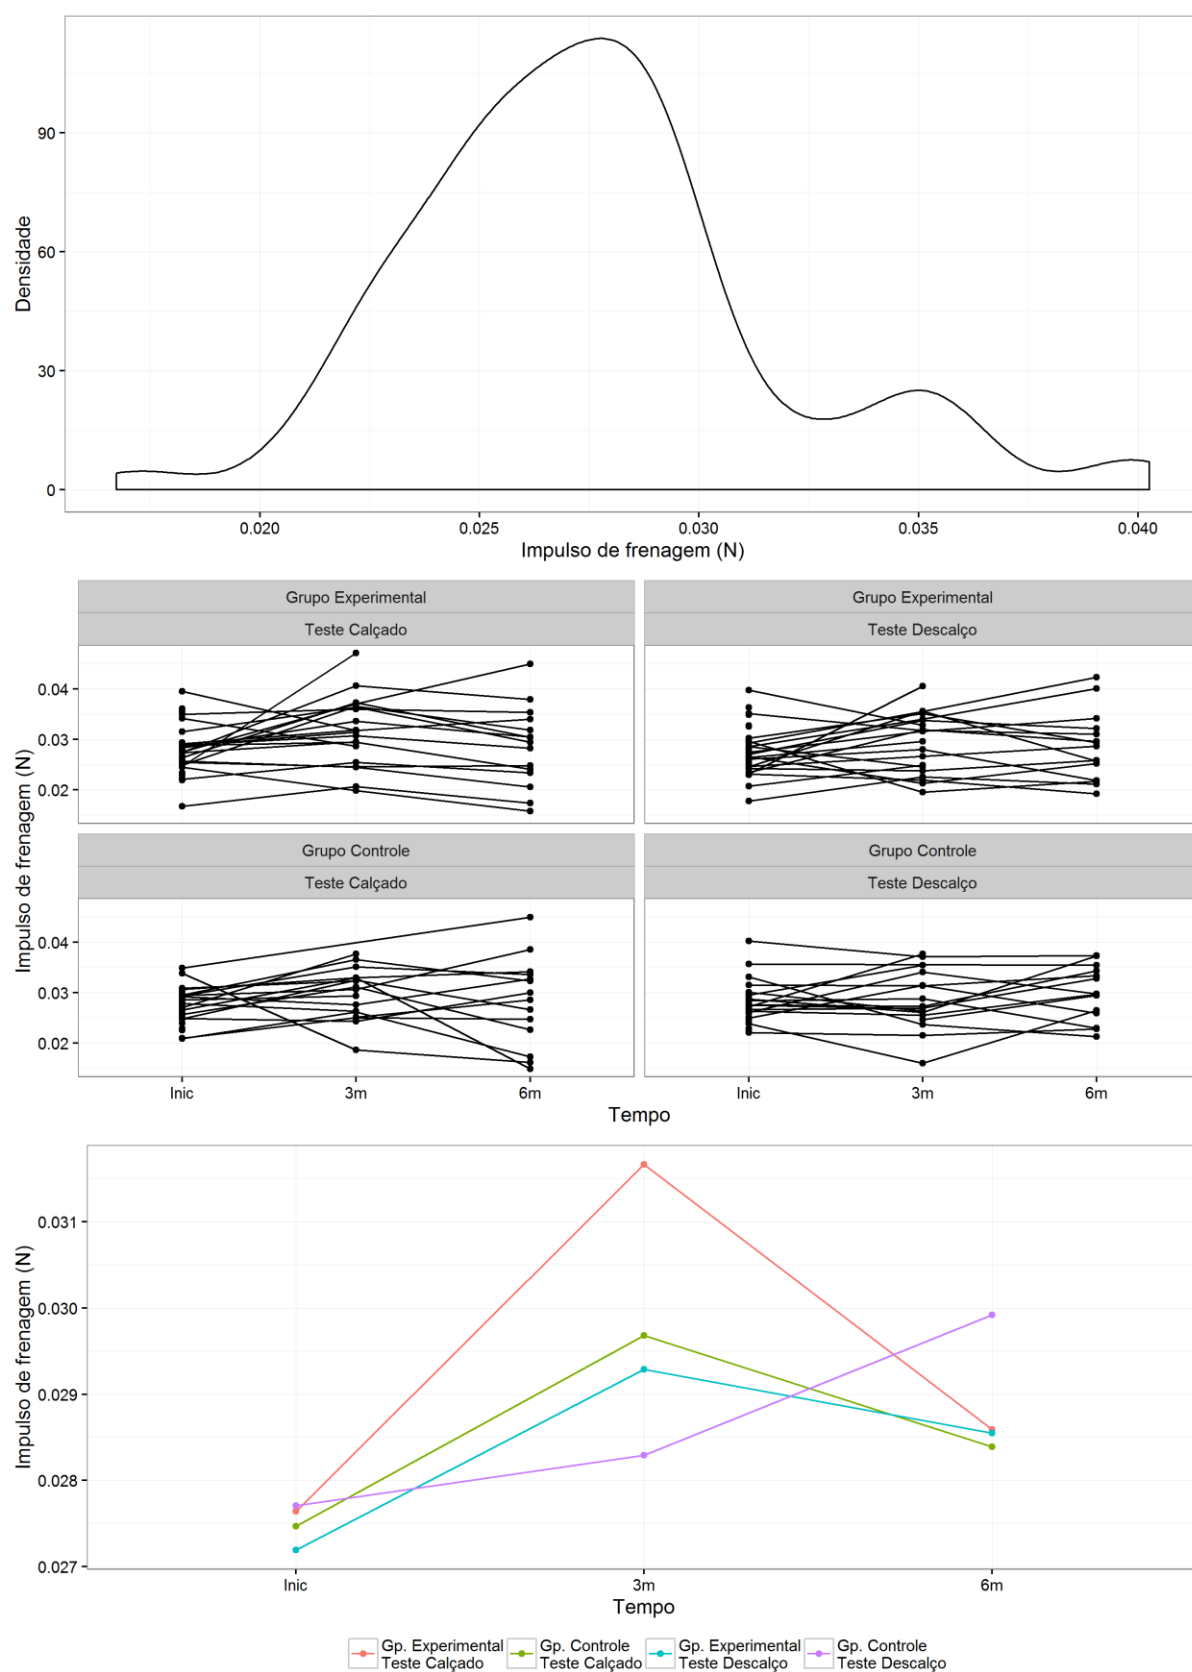 90
60
30
0
Densidade
0.020 0.025 0.030 0.035 0.040
Impulso de frenagem (N)
Grupo Experimental
Teste Calçado
Grupo Experimental
Teste Descalço
0.04
0.03
0.02
Grupo Controle
Teste Calçado
Grupo Controle
Teste Descalço
0.04
0.03
0.02
Impulso de frenagem (N)
Inic 3m 6m
Inic 3m 6m
Tempo
0.031
0.030
0.029
0.028
0.027
Impulso de frenagem (N)
Inic 3m 6m
Tempo
Gp. Experimental
Teste Calçado
Gp. Controle
Teste Calçado
Gp. Experimental
Teste Descalço
Gp. Controle
Teste Descalço